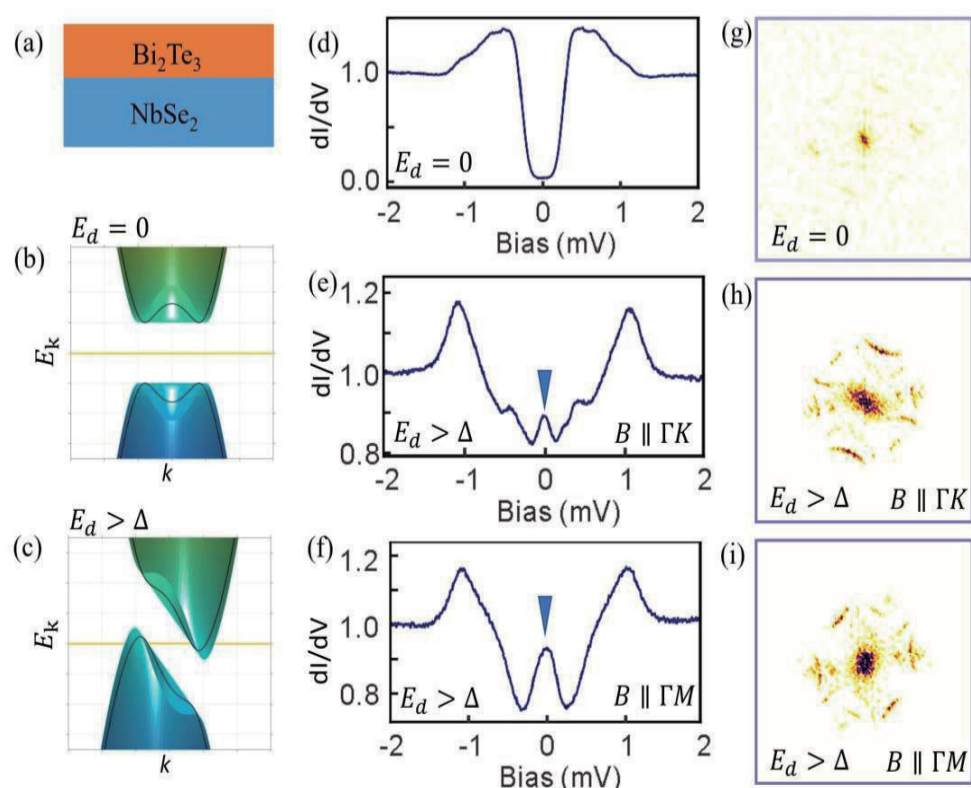 (a)
Bi₂Te₃
NbSe₂
E_d = 0
(b)
E_k
k
E_d > Δ
(c)
E_k
k
(d)
dI/dV
1.0
0.0
E_d = 0
-2 -1 0 1 2
Bias (mV)
(e)
dI/dV
1.2
1.0
0.8
E_d > Δ B ∥ ΓK
-2 -1 0 1 2
Bias (mV)
(f)
dI/dV
1.2
1.0
0.8
E_d > Δ B ∥ ΓM
-2 -1 0 1 2
Bias (mV)
(g)
E_d = 0
(h)
E_d > Δ B ∥ ΓK
(i)
E_d > Δ B ∥ ΓM